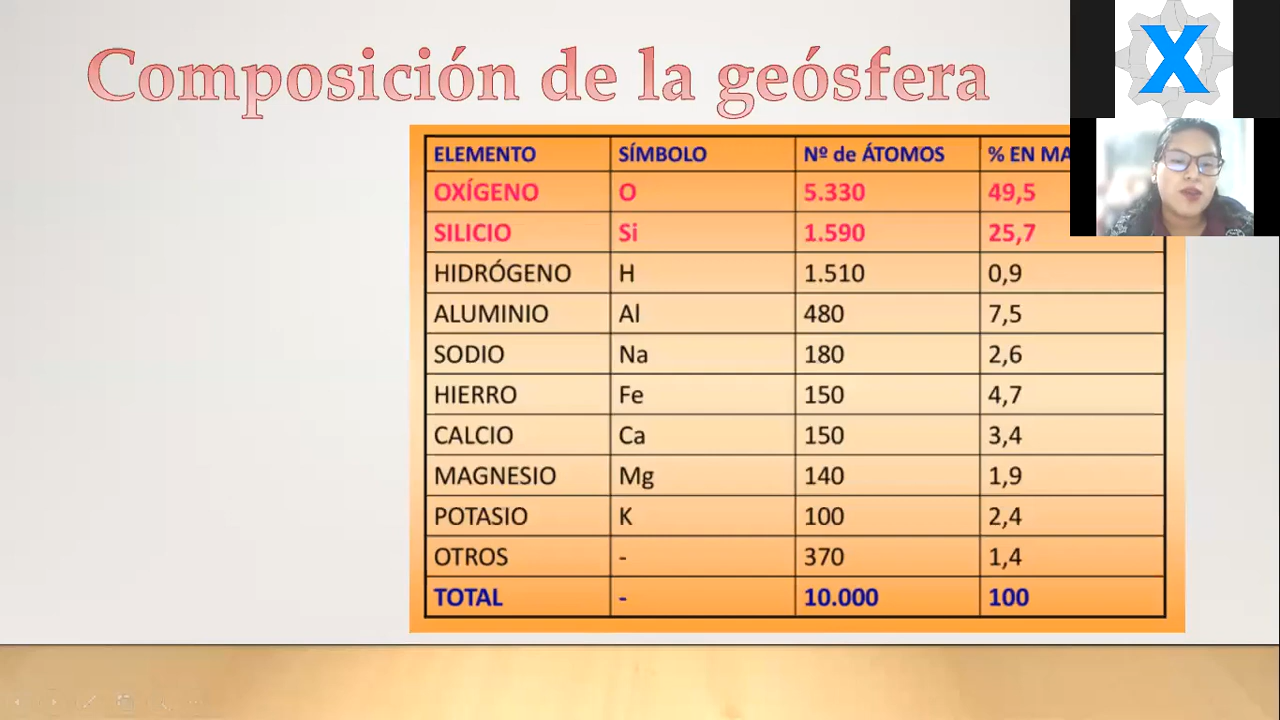 Composición de la geósfera
ELEMENTO SÍMBOLO Nº de ÁTOMOS % EN
OXÍGENO O 5.330 49,5
SILICIO Si 1.590 25,7
HIDRÓGENO H 1.510 0,9
ALUMINIO Al 480 7,5
SODIO Na 180 2,6
HIERRO Fe 150 4,7
CALCIO Ca 150 3,4
MAGNESIO Mg 140 1,9
POTASIO K 100 2,4
OTROS - 370 1,4
TOTAL - 10.000 100
X